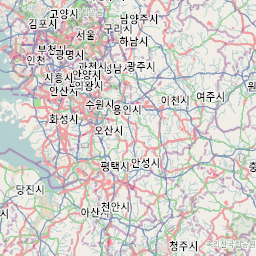 고양시
남양주시
김포시
서울
구리시
하남시
부천시
광명시
인천
과천시
성남시
광주시
시흥시
안양시
안산시
의왕시
수원시
용인시
이천시
여주시
화성시
오산시
평택시
안성시
당진시
아산시
천안시
청주시